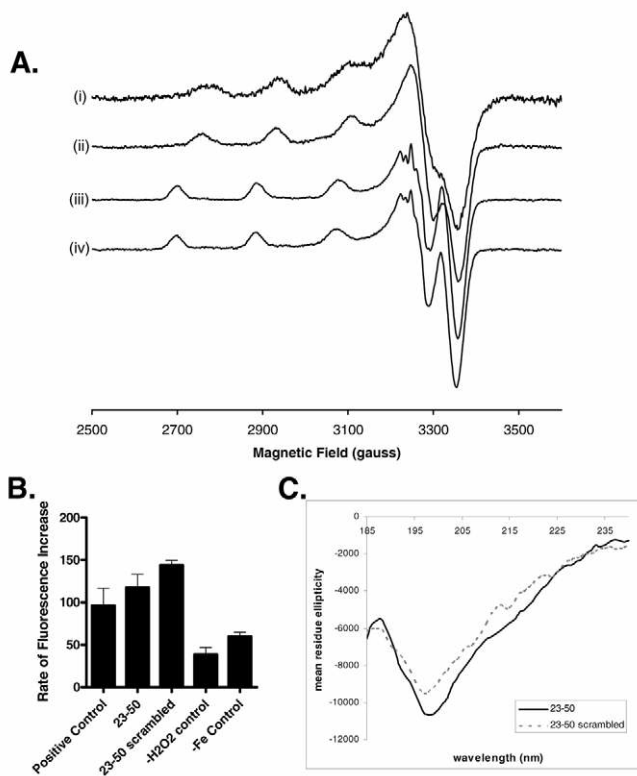 A.
(i)
(ii)
(iii)
(iv)
2500 2700 2900 3100 3300 3500
Magnetic Field (gauss)
B.
Rate of Fluorescence Increase
200
150
100
50
0
Positive Control
23-50
23-50 scrambled
-H2O2 control
-Fe Control
C.
mean residue ellipticity
185 195 205 215 225 235
0
-2000
-4000
-6000
-8000
-10000
-12000
23-50
23-50 scrambled
wavelength (nm)